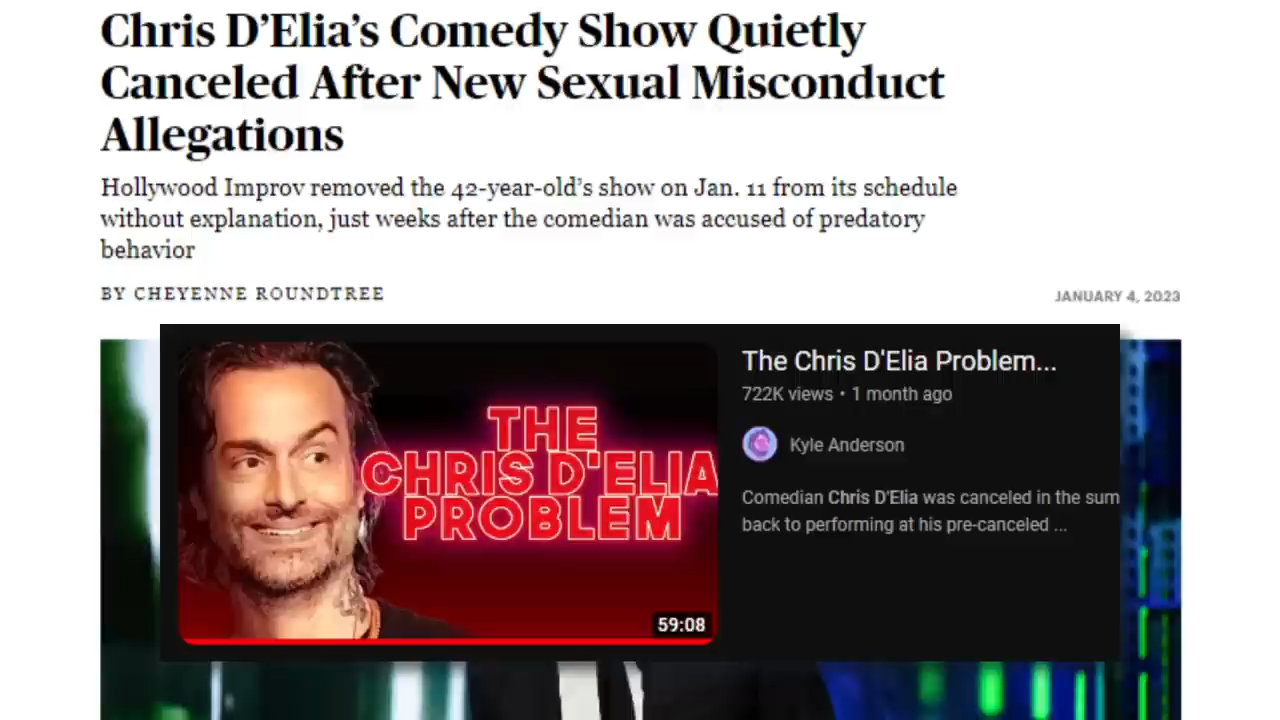 Chris D’Elia’s Comedy Show Quietly
Canceled After New Sexual Misconduct
Allegations
Hollywood Improv removed the 42-year-old’s show on Jan. 11 from its schedule
without explanation, just weeks after the comedian was accused of predatory
behavior
BY CHEYENNE ROUNDTREE
JANUARY 4, 2023
THE
CHRIS D'ELIA
PROBLEM
59:08
The Chris D'Elia Problem...
722K views • 1 month ago
Kyle Anderson
Comedian Chris D'Elia was canceled in the sum
back to performing at his pre-canceled ...